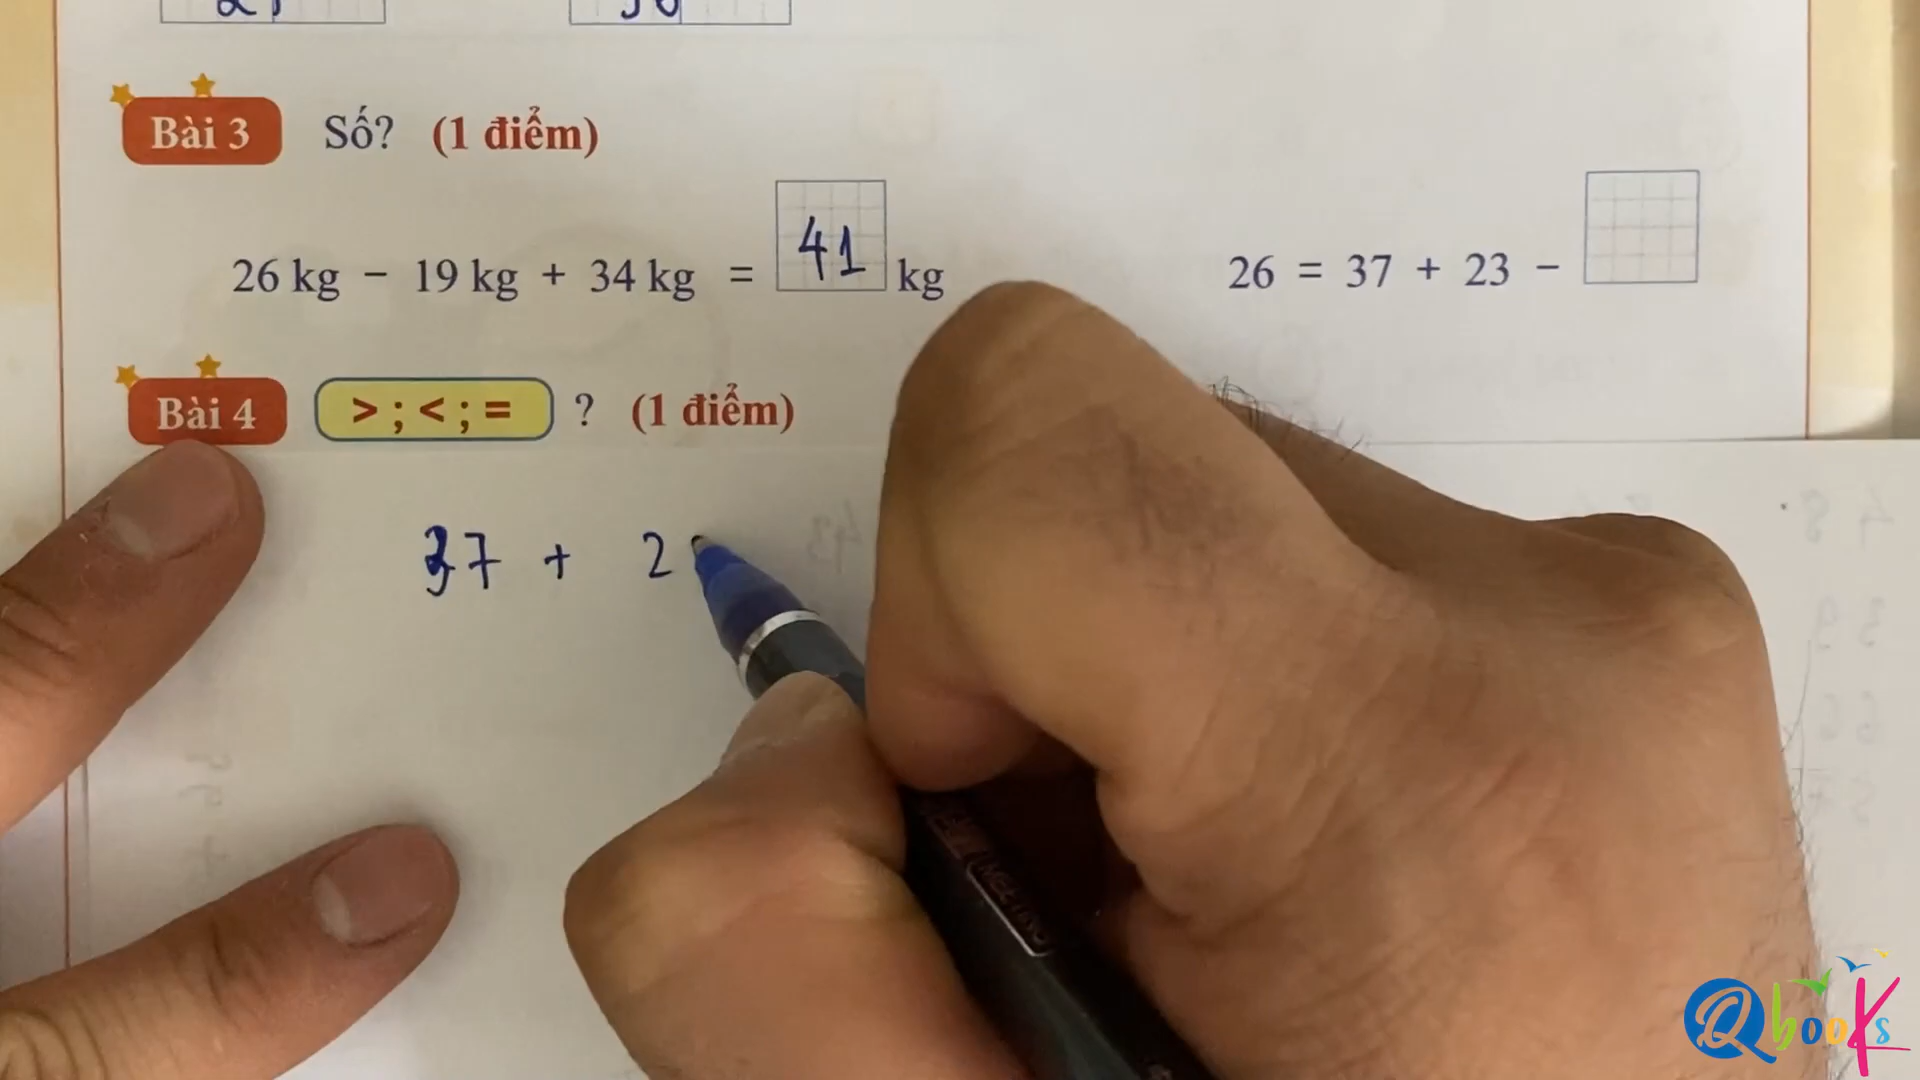 Bài 3 Số? (1 điểm)
26 kg − 19 kg + 34 kg = 41 kg
26 = 37 + 23 −
Bài 4 > ; < ; = ? (1 điểm)
37 + 2
Qbooks